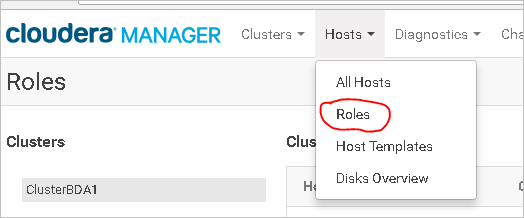 cloudera MANAGER Clusters Hosts Diagnostics
Roles
All Hosts
Roles
Clusters
Host Templates
ClusterBDA1
Disks Overview